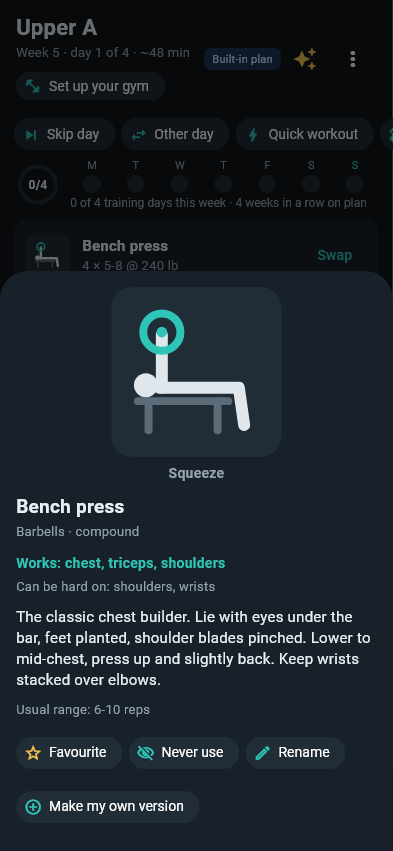 Upper A
Week 5 · day 1 of 4 · ~48 min
Built-in plan
Set up your gym
Skip day
Other day
Quick workout
M T W T F S S
0/4
0 of 4 training days this week · 4 weeks in a row on plan
Bench press
4 × 5-8 @ 240 lb
Swap
Squeeze
Bench press
Barbells · compound
Works: chest, triceps, shoulders
Can be hard on: shoulders, wrists
The classic chest builder. Lie with eyes under the
bar, feet planted, shoulder blades pinched. Lower to
mid-chest, press up and slightly back. Keep wrists
stacked over elbows.
Usual range: 6-10 reps
Favourite
Never use
Rename
Make my own version